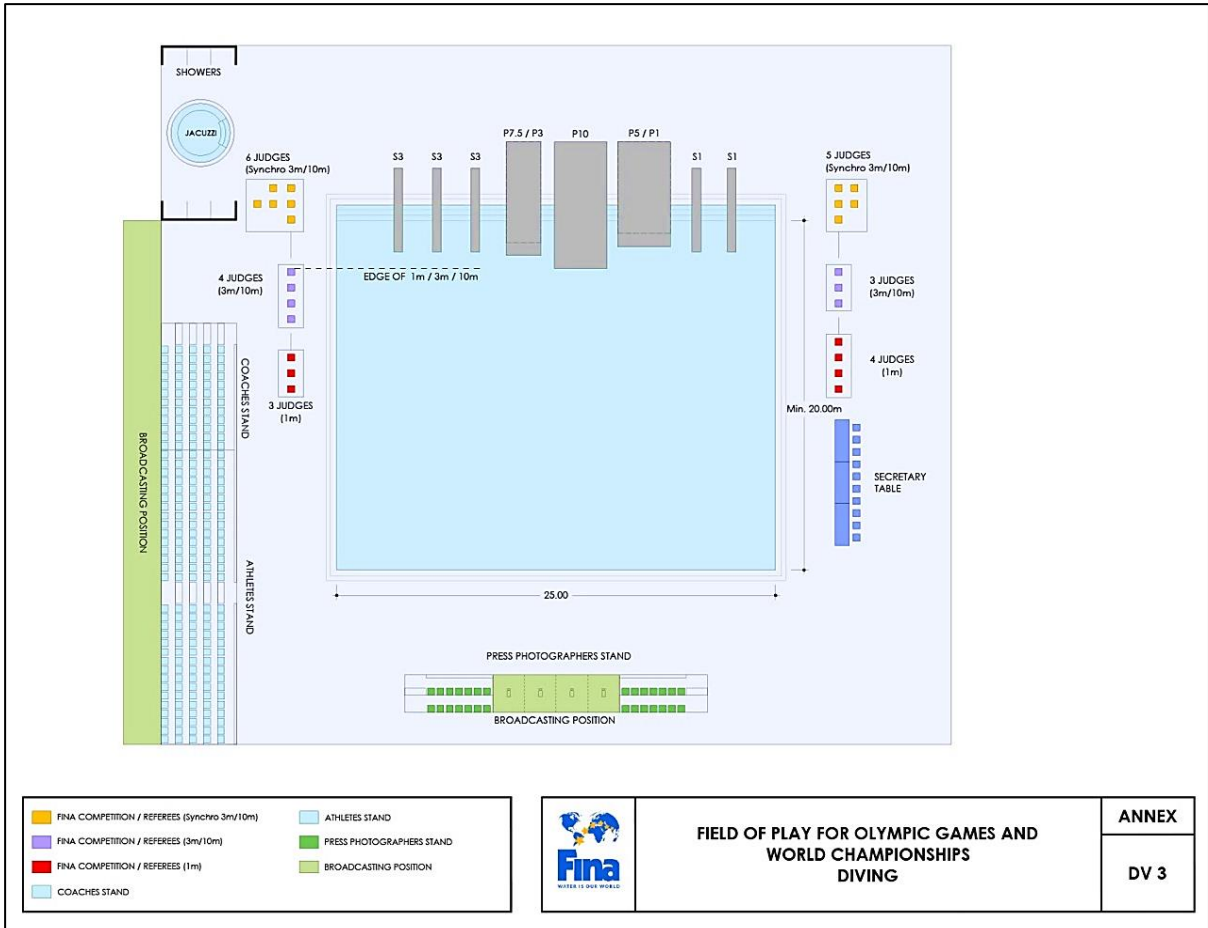 SHOWERS
JACUZZI
6 JUDGES
(Synchro 3m/10m)
S3
S3
S3
P7.5 / P3
P10
P5 / P1
S1
S1
5 JUDGES
(Synchro 3m/10m)
4 JUDGES
(3m/10m)
EDGE OF 1m / 3m / 10m
3 JUDGES
(3m/10m)
3 JUDGES
(1m)
4 JUDGES
(1m)
Min. 20.00m
COACHES STAND
BROADCASTING POSITION
ATHLETES STAND
SECRETARY
TABLE
25.00
PRESS PHOTOGRAPHERS STAND
BROADCASTING POSITION
FINA COMPETITION / REFEREES (Synchro 3m/10m)
FINA COMPETITION / REFEREES (3m/10m)
FINA COMPETITION / REFEREES (1m)
COACHES STAND
ATHLETES STAND
PRESS PHOTOGRAPHERS STAND
BROADCASTING POSITION
Fina
WATER IS OUR WORLD
FIELD OF PLAY FOR OLYMPIC GAMES AND
WORLD CHAMPIONSHIPS
DIVING
ANNEX
DV 3